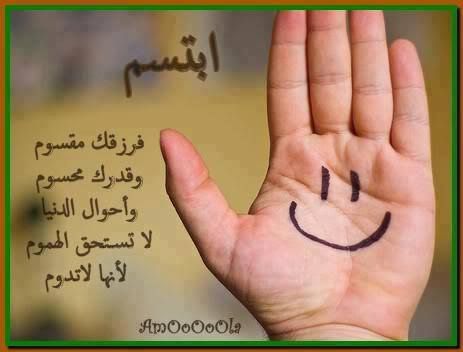 ابتسم
فرزقك مقسوم
وقدرك محسوم
وأحوال الدنيا
لا تستحق الهموم
لأنها لاتدوم
AmOoOoOla